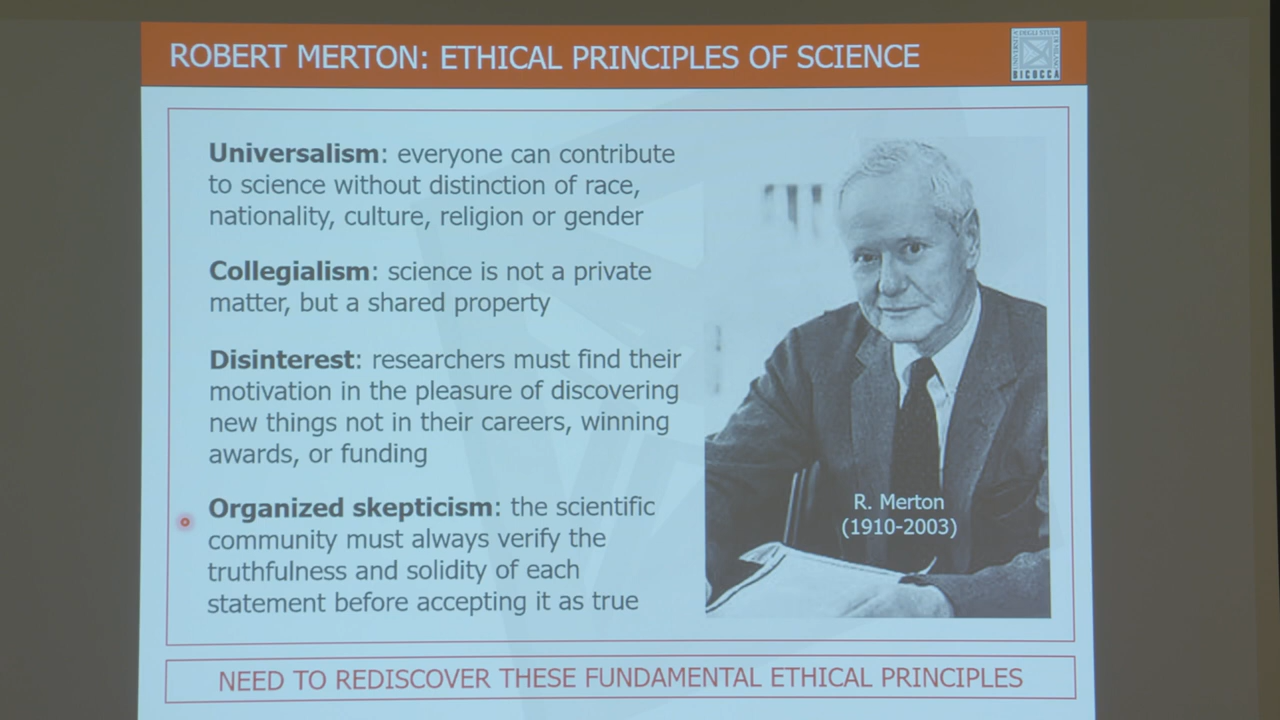 ROBERT MERTON: ETHICAL PRINCIPLES OF SCIENCE
BICOCCA
Universalism: everyone can contribute
to science without distinction of race,
nationality, culture, religion or gender
Collegialism: science is not a private
matter, but a shared property
Disinterest: researchers must find their
motivation in the pleasure of discovering
new things not in their careers, winning
awards, or funding
Organized skepticism: the scientific
community must always verify the
truthfulness and solidity of each
statement before accepting it as true
R. Merton
(1910-2003)
NEED TO REDISCOVER THESE FUNDAMENTAL ETHICAL PRINCIPLES